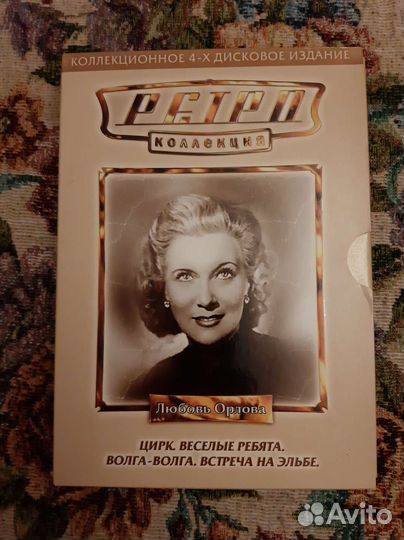 КОЛЛЕКЦИОННОЕ 4-Х ДИСКОВОЕ ИЗДАНИЕ
РЕТРО
КОЛЛЕКЦИЯ
Любовь Орлова
ЦИРК. ВЕСЕЛЫЕ РЕБЯТА.
ВОЛГА-ВОЛГА. ВСТРЕЧА НА ЭЛЬБЕ.
Avito